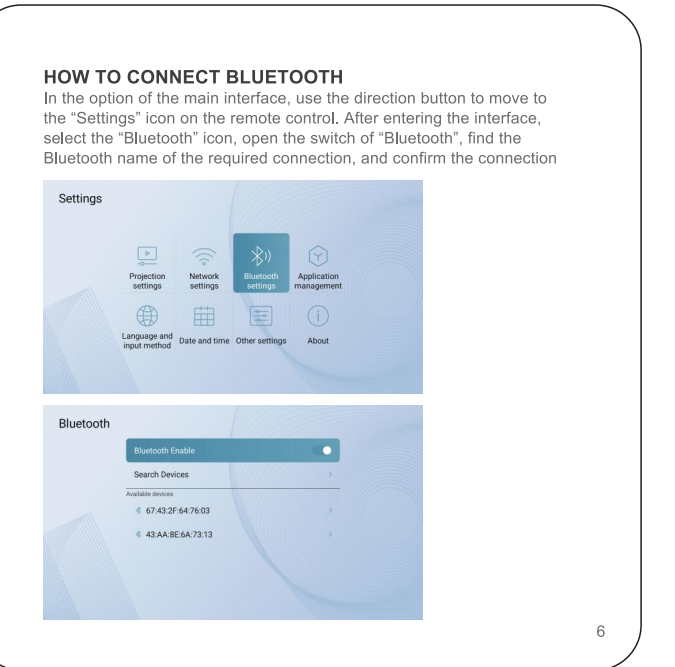 HOW TO CONNECT BLUETOOTH
In the option of the main interface, use the direction button to move to
the “Settings” icon on the remote control. After entering the interface,
select the “Bluetooth” icon, open the switch of “Bluetooth”, find the
Bluetooth name of the required connection, and confirm the connection
Settings
Projection settings
Network settings
Bluetooth settings
Application management
Language and input method
Date and time
Other settings
About
Bluetooth
Bluetooth Enable
Search Devices
Available devices
67:43:2F:64:76:03
43:AA:8E:6A:73:13
6